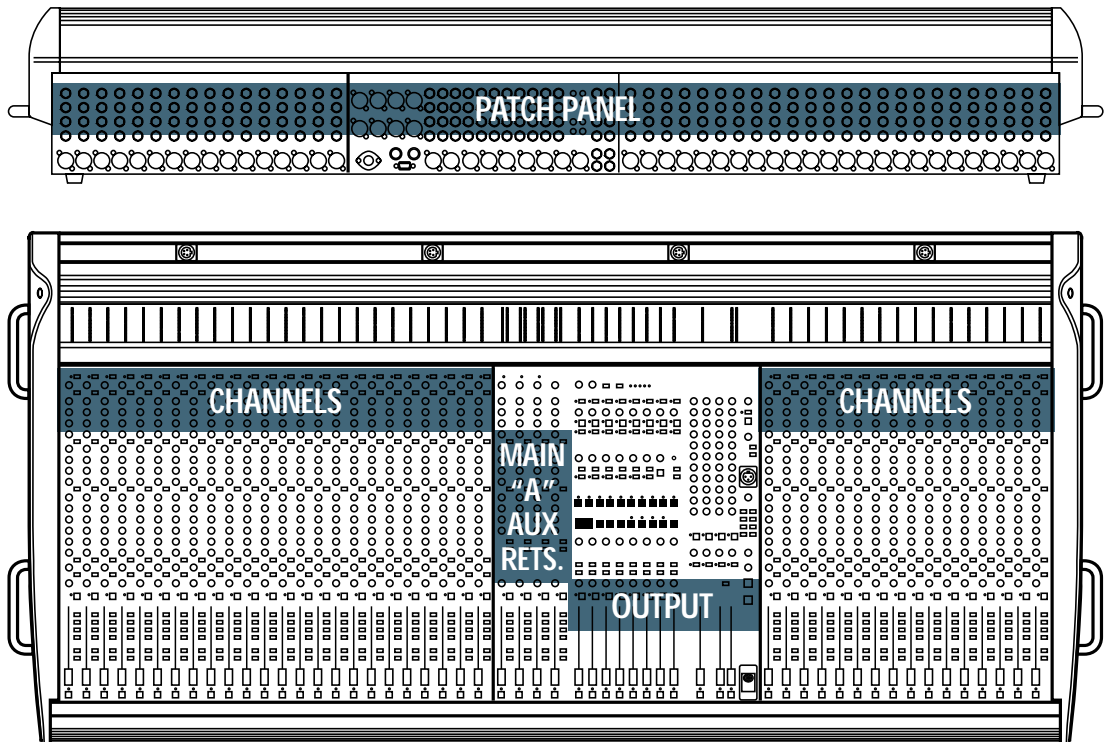 PATCH PANEL
CHANNELS
CHANNELS
MAIN
"A"
AUX
RETS.
OUTPUT